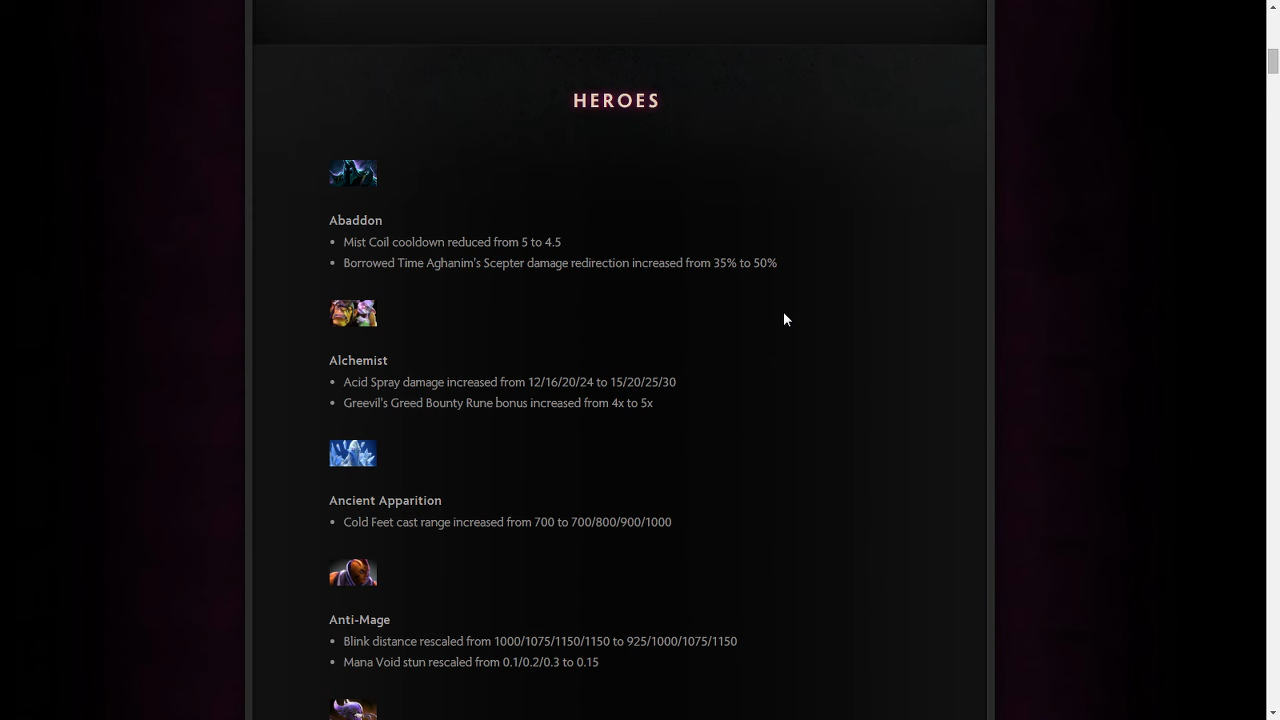 HEROES
Abaddon
• Mist Coil cooldown reduced from 5 to 4.5
• Borrowed Time Aghanim's Scepter damage redirection increased from 35% to 50%
Alchemist
• Acid Spray damage increased from 12/16/20/24 to 15/20/25/30
• Greevil's Greed Bounty Rune bonus increased from 4x to 5x
Ancient Apparition
• Cold Feet cast range increased from 700 to 700/800/900/1000
Anti-Mage
• Blink distance rescaled from 1000/1075/1150/1150 to 925/1000/1075/1150
• Mana Void stun rescaled from 0.1/0.2/0.3 to 0.15